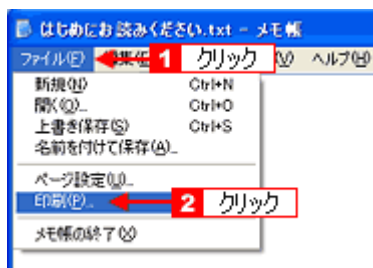 はじめにお読みください.txt - メモ帳
ファイル(F) 1 クリック (V) ヘルプ(H)
新規(N) Ctrl+N
開く(O)... Ctrl+O
上書き保存(S) Ctrl+S
名前を付けて保存(A)...
ページ設定(U)...
印刷(P)... 2 クリック
メモ帳の終了(X)